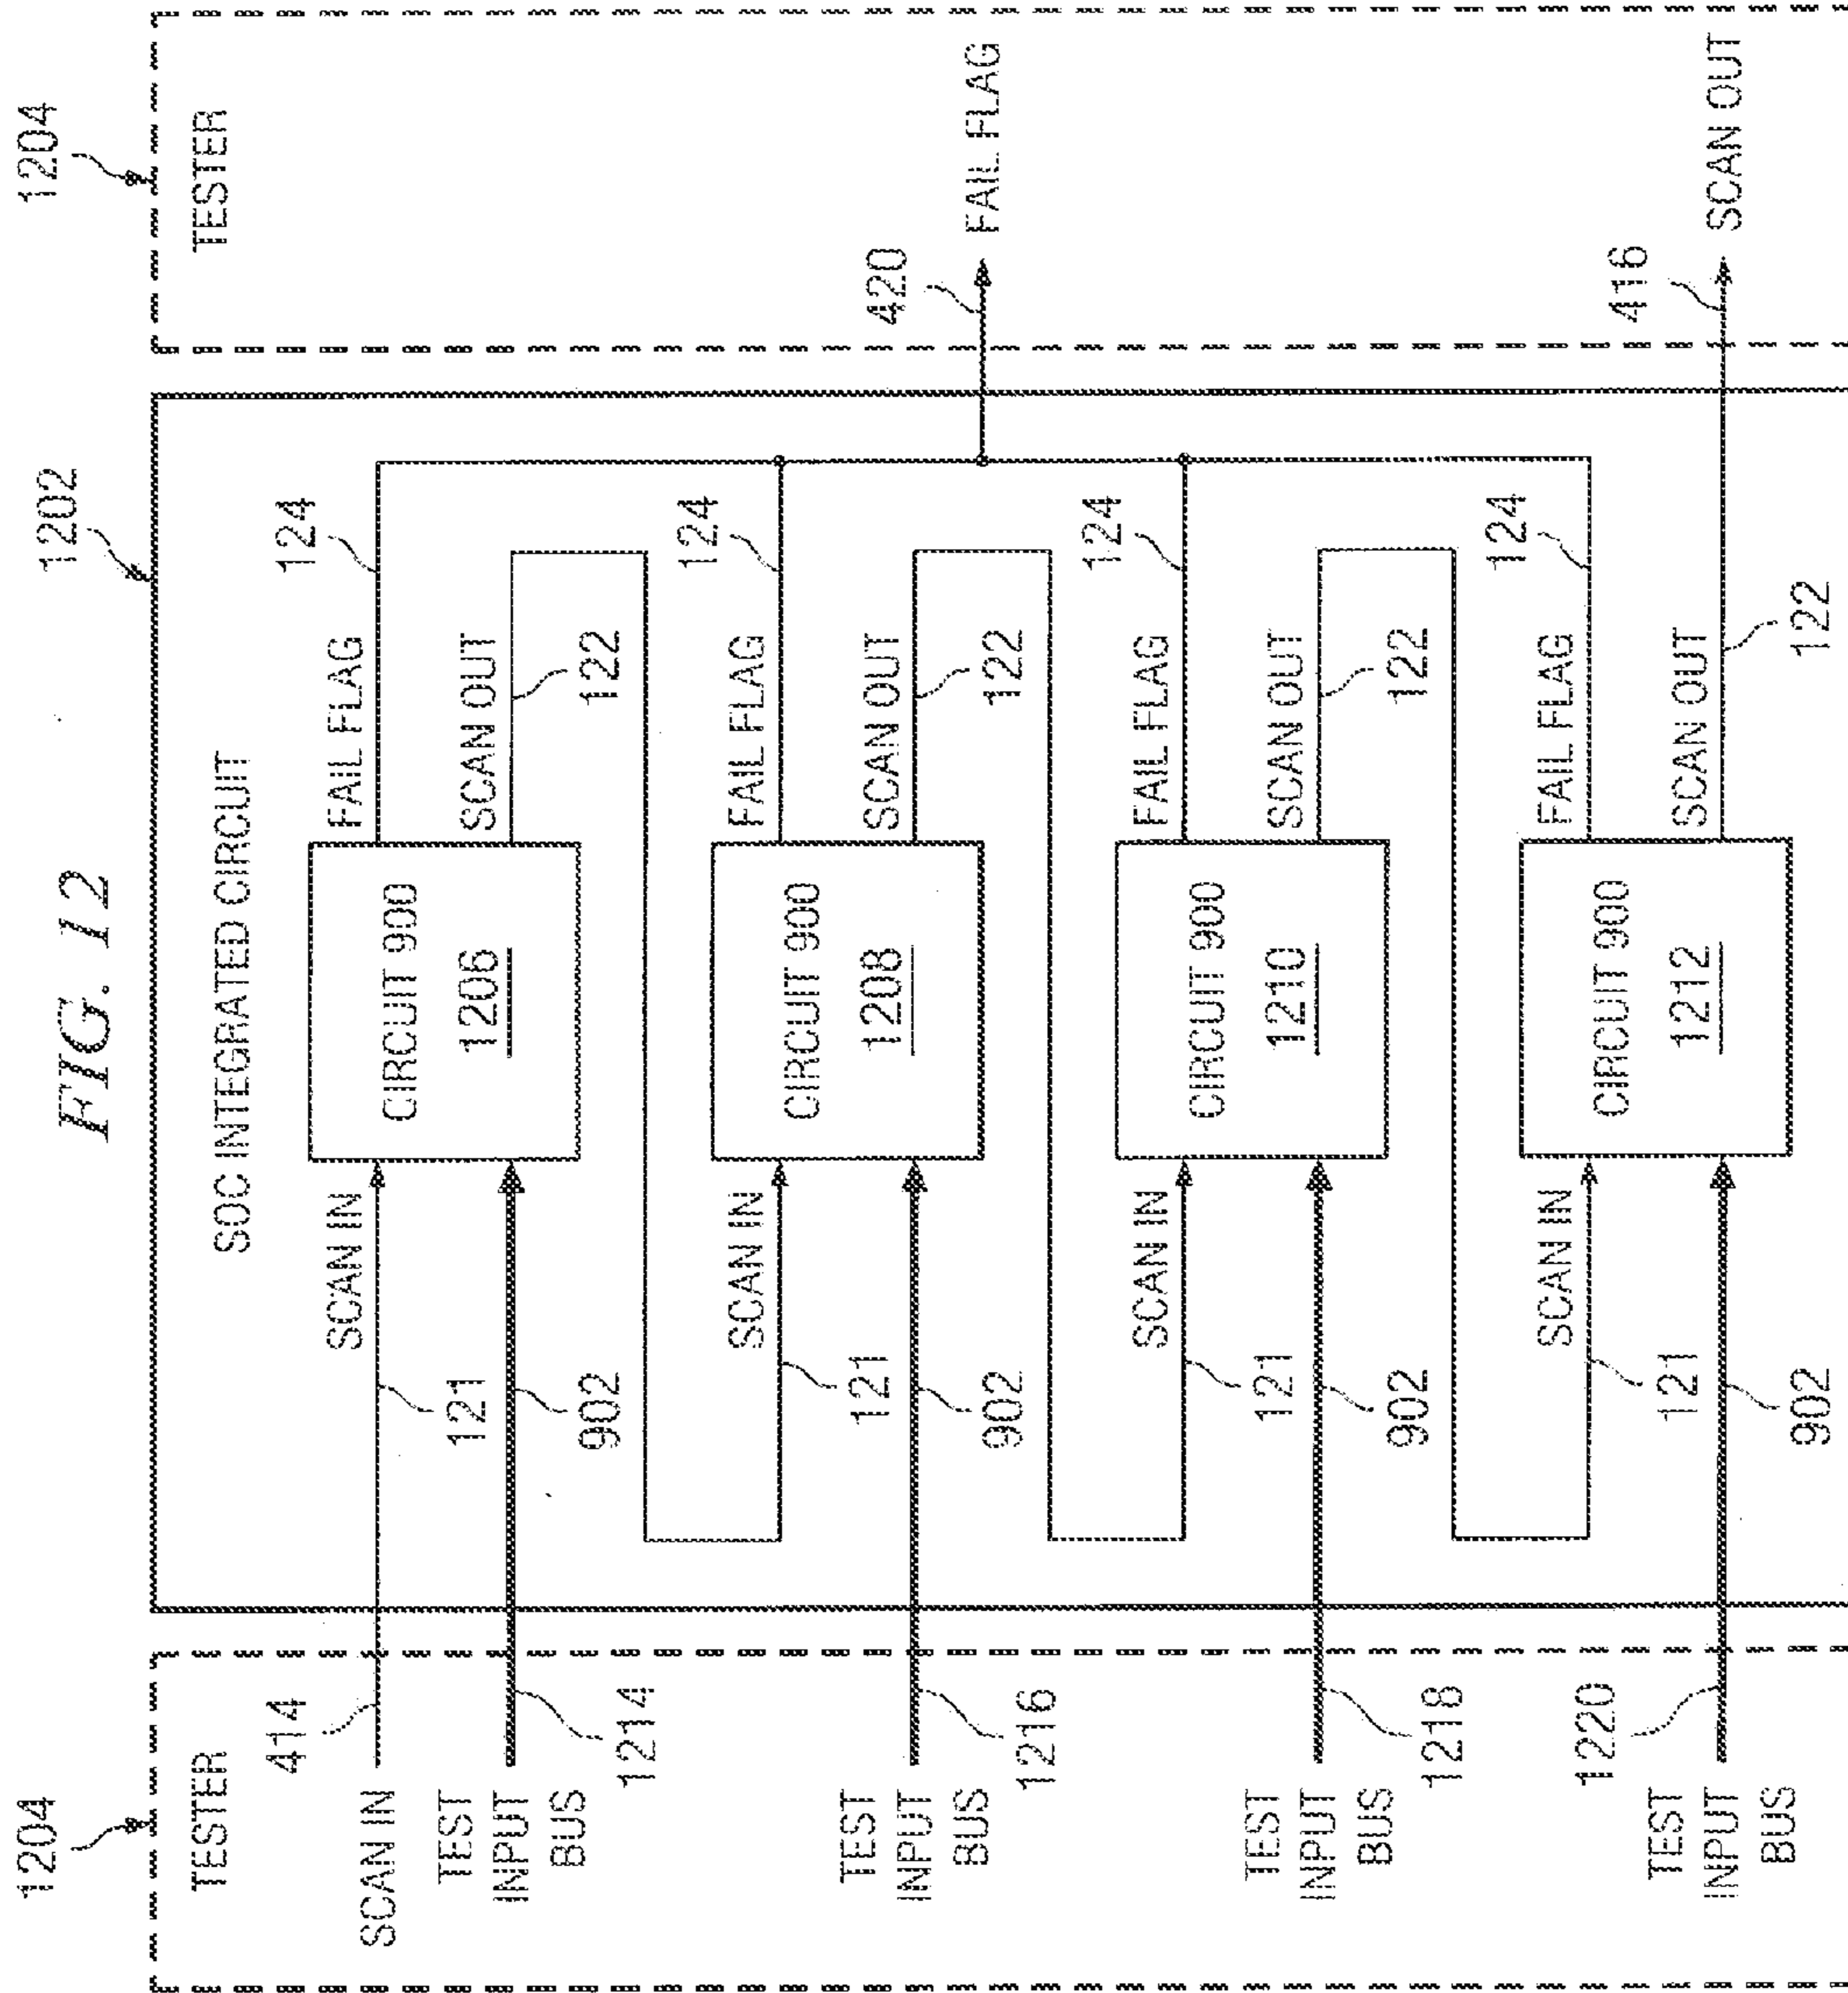 FIG. 12
1204
1202
1204
TESTER
SOC INTEGRATED CIRCUIT
TESTER
414
SCAN IN
SCAN IN
121
FAIL FLAG
124
TEST
INPUT
BUS
1214
902
CIRCUIT 900
1206
SCAN OUT
122
SCAN IN
121
FAIL FLAG
124
TEST
INPUT
BUS
1216
902
CIRCUIT 900
1208
SCAN OUT
122
420
FAIL FLAG
SCAN IN
121
FAIL FLAG
124
TEST
INPUT
BUS
1218
902
CIRCUIT 900
1210
SCAN OUT
122
SCAN IN
121
FAIL FLAG
124
TEST
INPUT
BUS
1220
902
CIRCUIT 900
1212
SCAN OUT
122
416
SCAN OUT